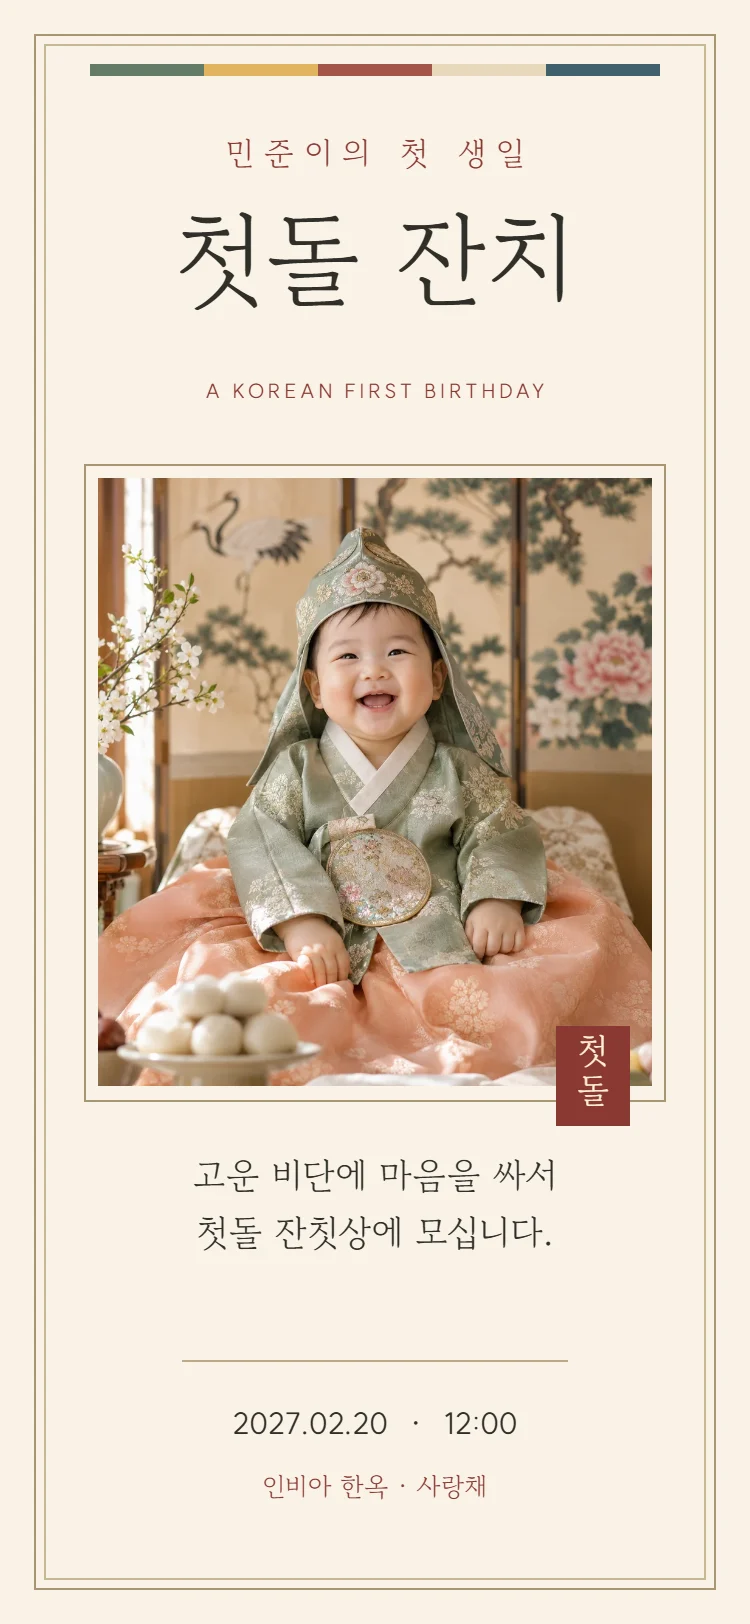 민준이의 첫 생일
첫돌 잔치
A KOREAN FIRST BIRTHDAY
첫
돌
고운 비단에 마음을 싸서
첫돌 잔칫상에 모십니다.
2027.02.20 · 12:00
인비아 한옥 · 사랑채